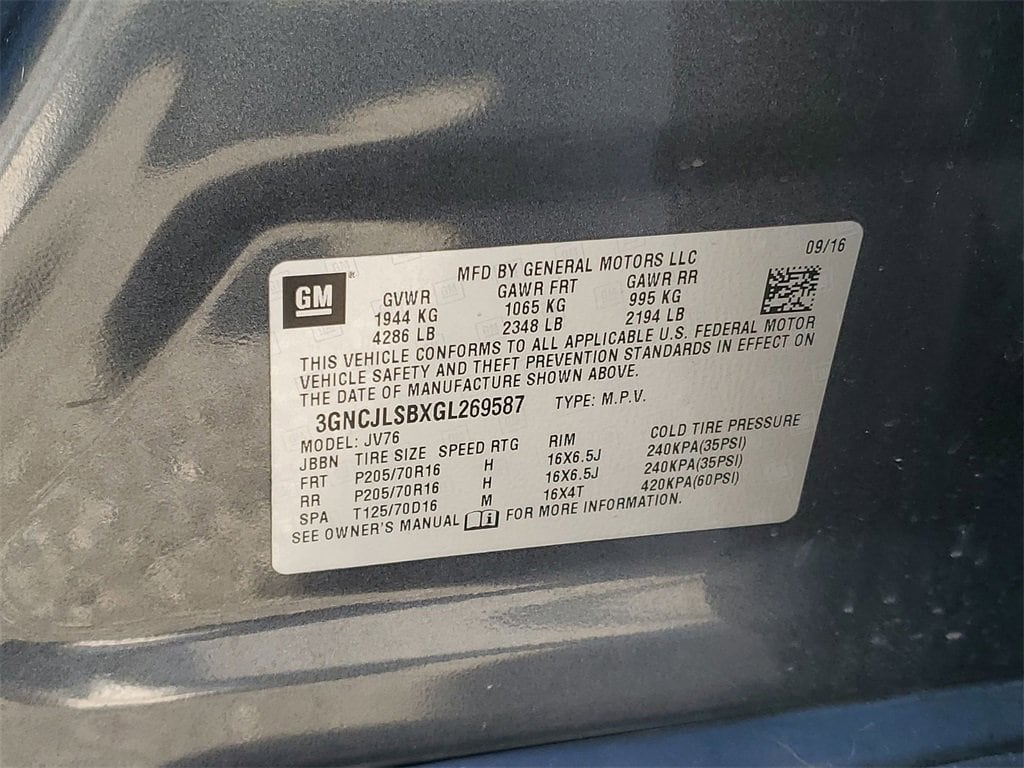 09/16
GM ®
MFD BY GENERAL MOTORS LLC
GVWR GAWR FRT GAWR RR
1944 KG 1065 KG 995 KG
4286 LB 2348 LB 2194 LB
THIS VEHICLE CONFORMS TO ALL APPLICABLE U.S. FEDERAL MOTOR
VEHICLE SAFETY AND THEFT PREVENTION STANDARDS IN EFFECT ON
THE DATE OF MANUFACTURE SHOWN ABOVE.
3GNCJLSBXGL269587 TYPE: M.P.V.
MODEL: JV76
JBBN TIRE SIZE SPEED RTG RIM COLD TIRE PRESSURE
FRT P205/70R16 H 16X6.5J 240KPA(35PSI)
RR P205/70R16 H 16X6.5J 240KPA(35PSI)
SPA T125/70D16 M 16X4T 420KPA(60PSI)
SEE OWNER'S MANUAL FOR MORE INFORMATION.